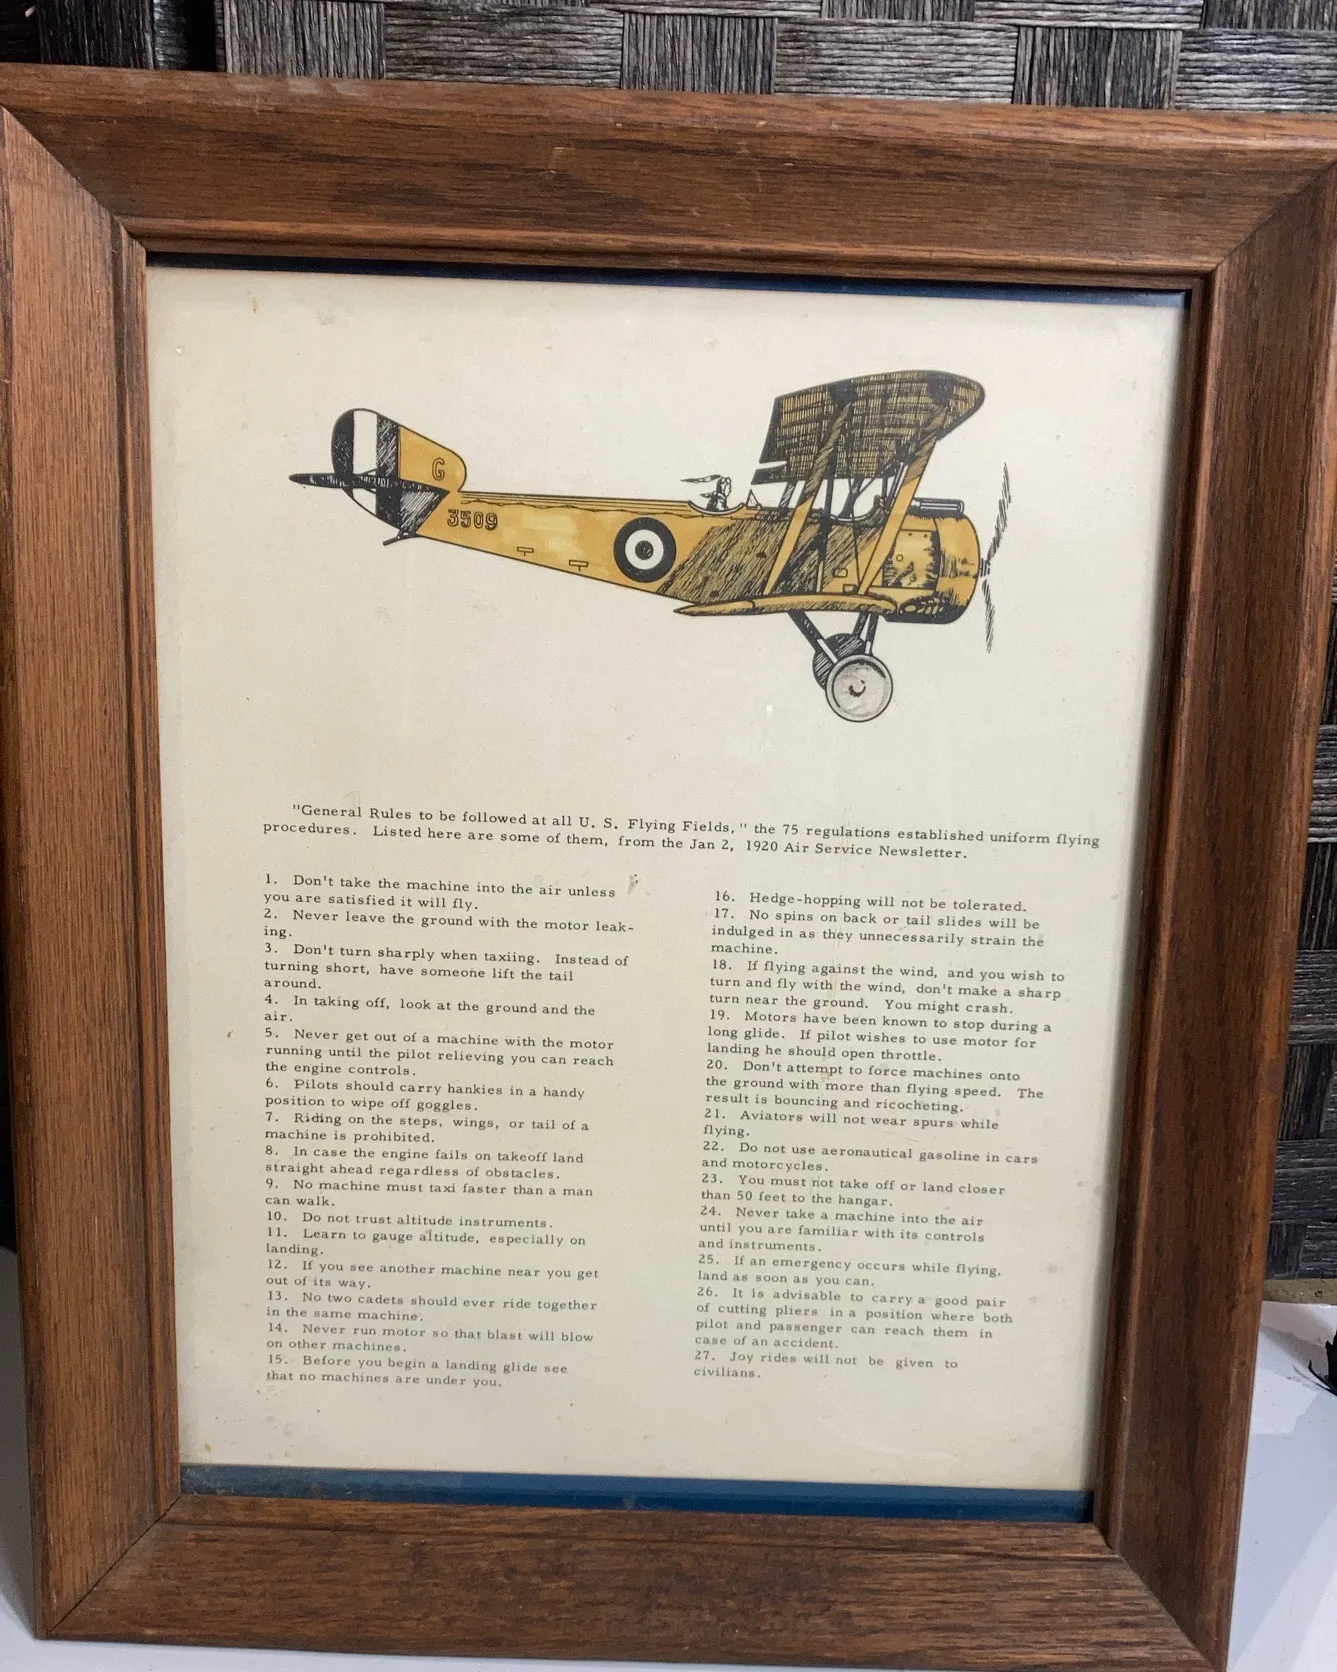 G
3509
"General Rules to be followed at all U. S. Flying Fields," the 75 regulations established uniform flying
procedures. Listed here are some of them, from the Jan 2, 1920 Air Service Newsletter.
1. Don't take the machine into the air unless
you are satisfied it will fly.
2. Never leave the ground with the motor leak-
ing.
3. Don't turn sharply when taxiing. Instead of
turning short, have someone lift the tail
around.
4. In taking off, look at the ground and the
air.
5. Never get out of a machine with the motor
running until the pilot relieving you can reach
the engine controls.
6. Pilots should carry hankies in a handy
position to wipe off goggles.
7. Riding on the steps, wings, or tail of a
machine is prohibited.
8. In case the engine fails on takeoff land
straight ahead regardless of obstacles.
9. No machine must taxi faster than a man
can walk.
10. Do not trust altitude instruments.
11. Learn to gauge altitude, especially on
landing.
12. If you see another machine near you get
out of its way.
13. No two cadets should ever ride together
in the same machine.
14. Never run motor so that blast will blow
on other machines.
15. Before you begin a landing glide see
that no machines are under you.
16. Hedge-hopping will not be tolerated.
17. No spins on back or tail slides will be
indulged in as they unnecessarily strain the
machine.
18. If flying against the wind, and you wish to
turn and fly with the wind, don't make a sharp
turn near the ground. You might crash.
19. Motors have been known to stop during a
long glide. If pilot wishes to use motor for
landing he should open throttle.
20. Don't attempt to force machines onto
the ground with more than flying speed. The
result is bouncing and ricocheting.
21. Aviators will not wear spurs while
flying.
22. Do not use aeronautical gasoline in cars
and motorcycles.
23. You must not take off or land closer
than 50 feet to the hangar.
24. Never take a machine into the air
until you are familiar with its controls
and instruments.
25. If an emergency occurs while flying,
land as soon as you can.
26. It is advisable to carry a good pair
of cutting pliers in a position where both
pilot and passenger can reach them in
case of an accident.
27. Joy rides will not be given to
civilians.